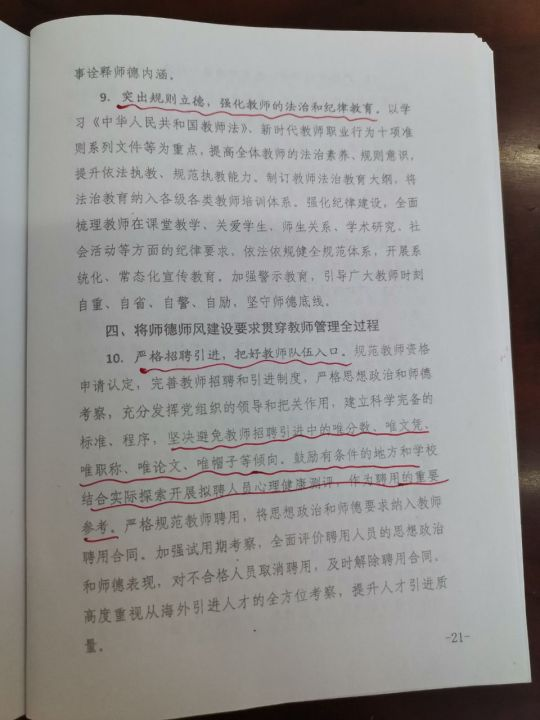 事诠释师德内涵。
9. 突出规则立德，强化教师的法治和纪律教育。以学
习《中华人民共和国教师法》、新时代教师职业行为十项准
则系列文件等为重点，提高全体教师的法治素养、规则意识，
提升依法执教、规范执教能力。制订教师法治教育大纲，将
法治教育纳入各级各类教师培训体系。强化纪律建设，全面
梳理教师在课堂教学、关爱学生、师生关系、学术研究、社
会活动等方面的纪律要求，依法依规健全规范体系，开展系
统化、常态化宣传教育。加强警示教育，引导广大教师时刻
自重、自省、自警、自励，坚守师德底线。
四、将师德师风建设要求贯穿教师管理全过程
10. 严格招聘引进，把好教师队伍入口。规范教师资格
申请认定，完善教师招聘和引进制度，严格思想政治和师德
考察，充分发挥党组织的领导和把关作用，建立科学完备的
标准、程序，坚决避免教师招聘引进中的唯分数、唯文凭、
唯职称、唯论文、唯帽子等倾向。鼓励有条件的地方和学校
结合实际探索开展拟聘人员心理健康测评，作为聘用的重要
参考。严格规范教师聘用，将思想政治和师德要求纳入教师
聘用合同。加强试用期考察，全面评价聘用人员的思想政治
和师德表现，对不合格人员取消聘用，及时解除聘用合同。
高度重视从海外引进人才的全方位考察，提升人才引进质
量。
-21-